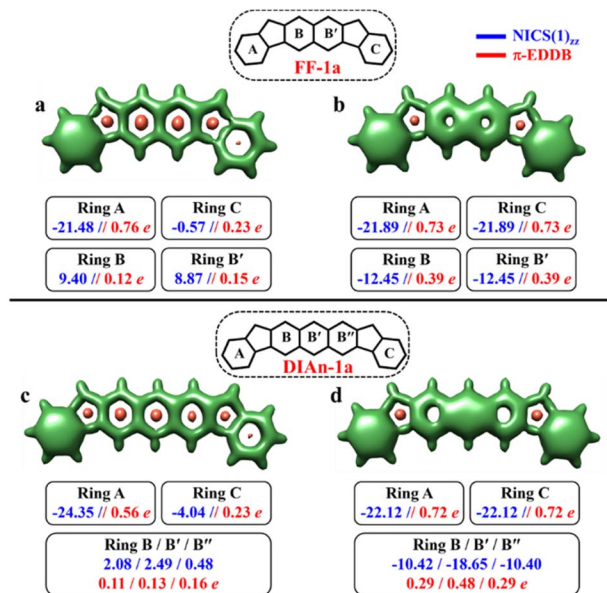 A
B
B′
C
FF-1a
NICS(1)zz
π-EDDB
a
b
Ring A
-21.48 // 0.76 e
Ring C
-0.57 // 0.23 e
Ring A
-21.89 // 0.73 e
Ring C
-21.89 // 0.73 e
Ring B
9.40 // 0.12 e
Ring B′
8.87 // 0.15 e
Ring B
-12.45 // 0.39 e
Ring B′
-12.45 // 0.39 e
A
B
B′
B″
C
DIAn-1a
c
d
Ring A
-24.35 // 0.56 e
Ring C
-4.04 // 0.23 e
Ring A
-22.12 // 0.72 e
Ring C
-22.12 // 0.72 e
Ring B / B′ / B″
2.08 / 2.49 / 0.48
0.11 / 0.13 / 0.16 e
Ring B / B′ / B″
-10.42 / -18.65 / -10.40
0.29 / 0.48 / 0.29 e